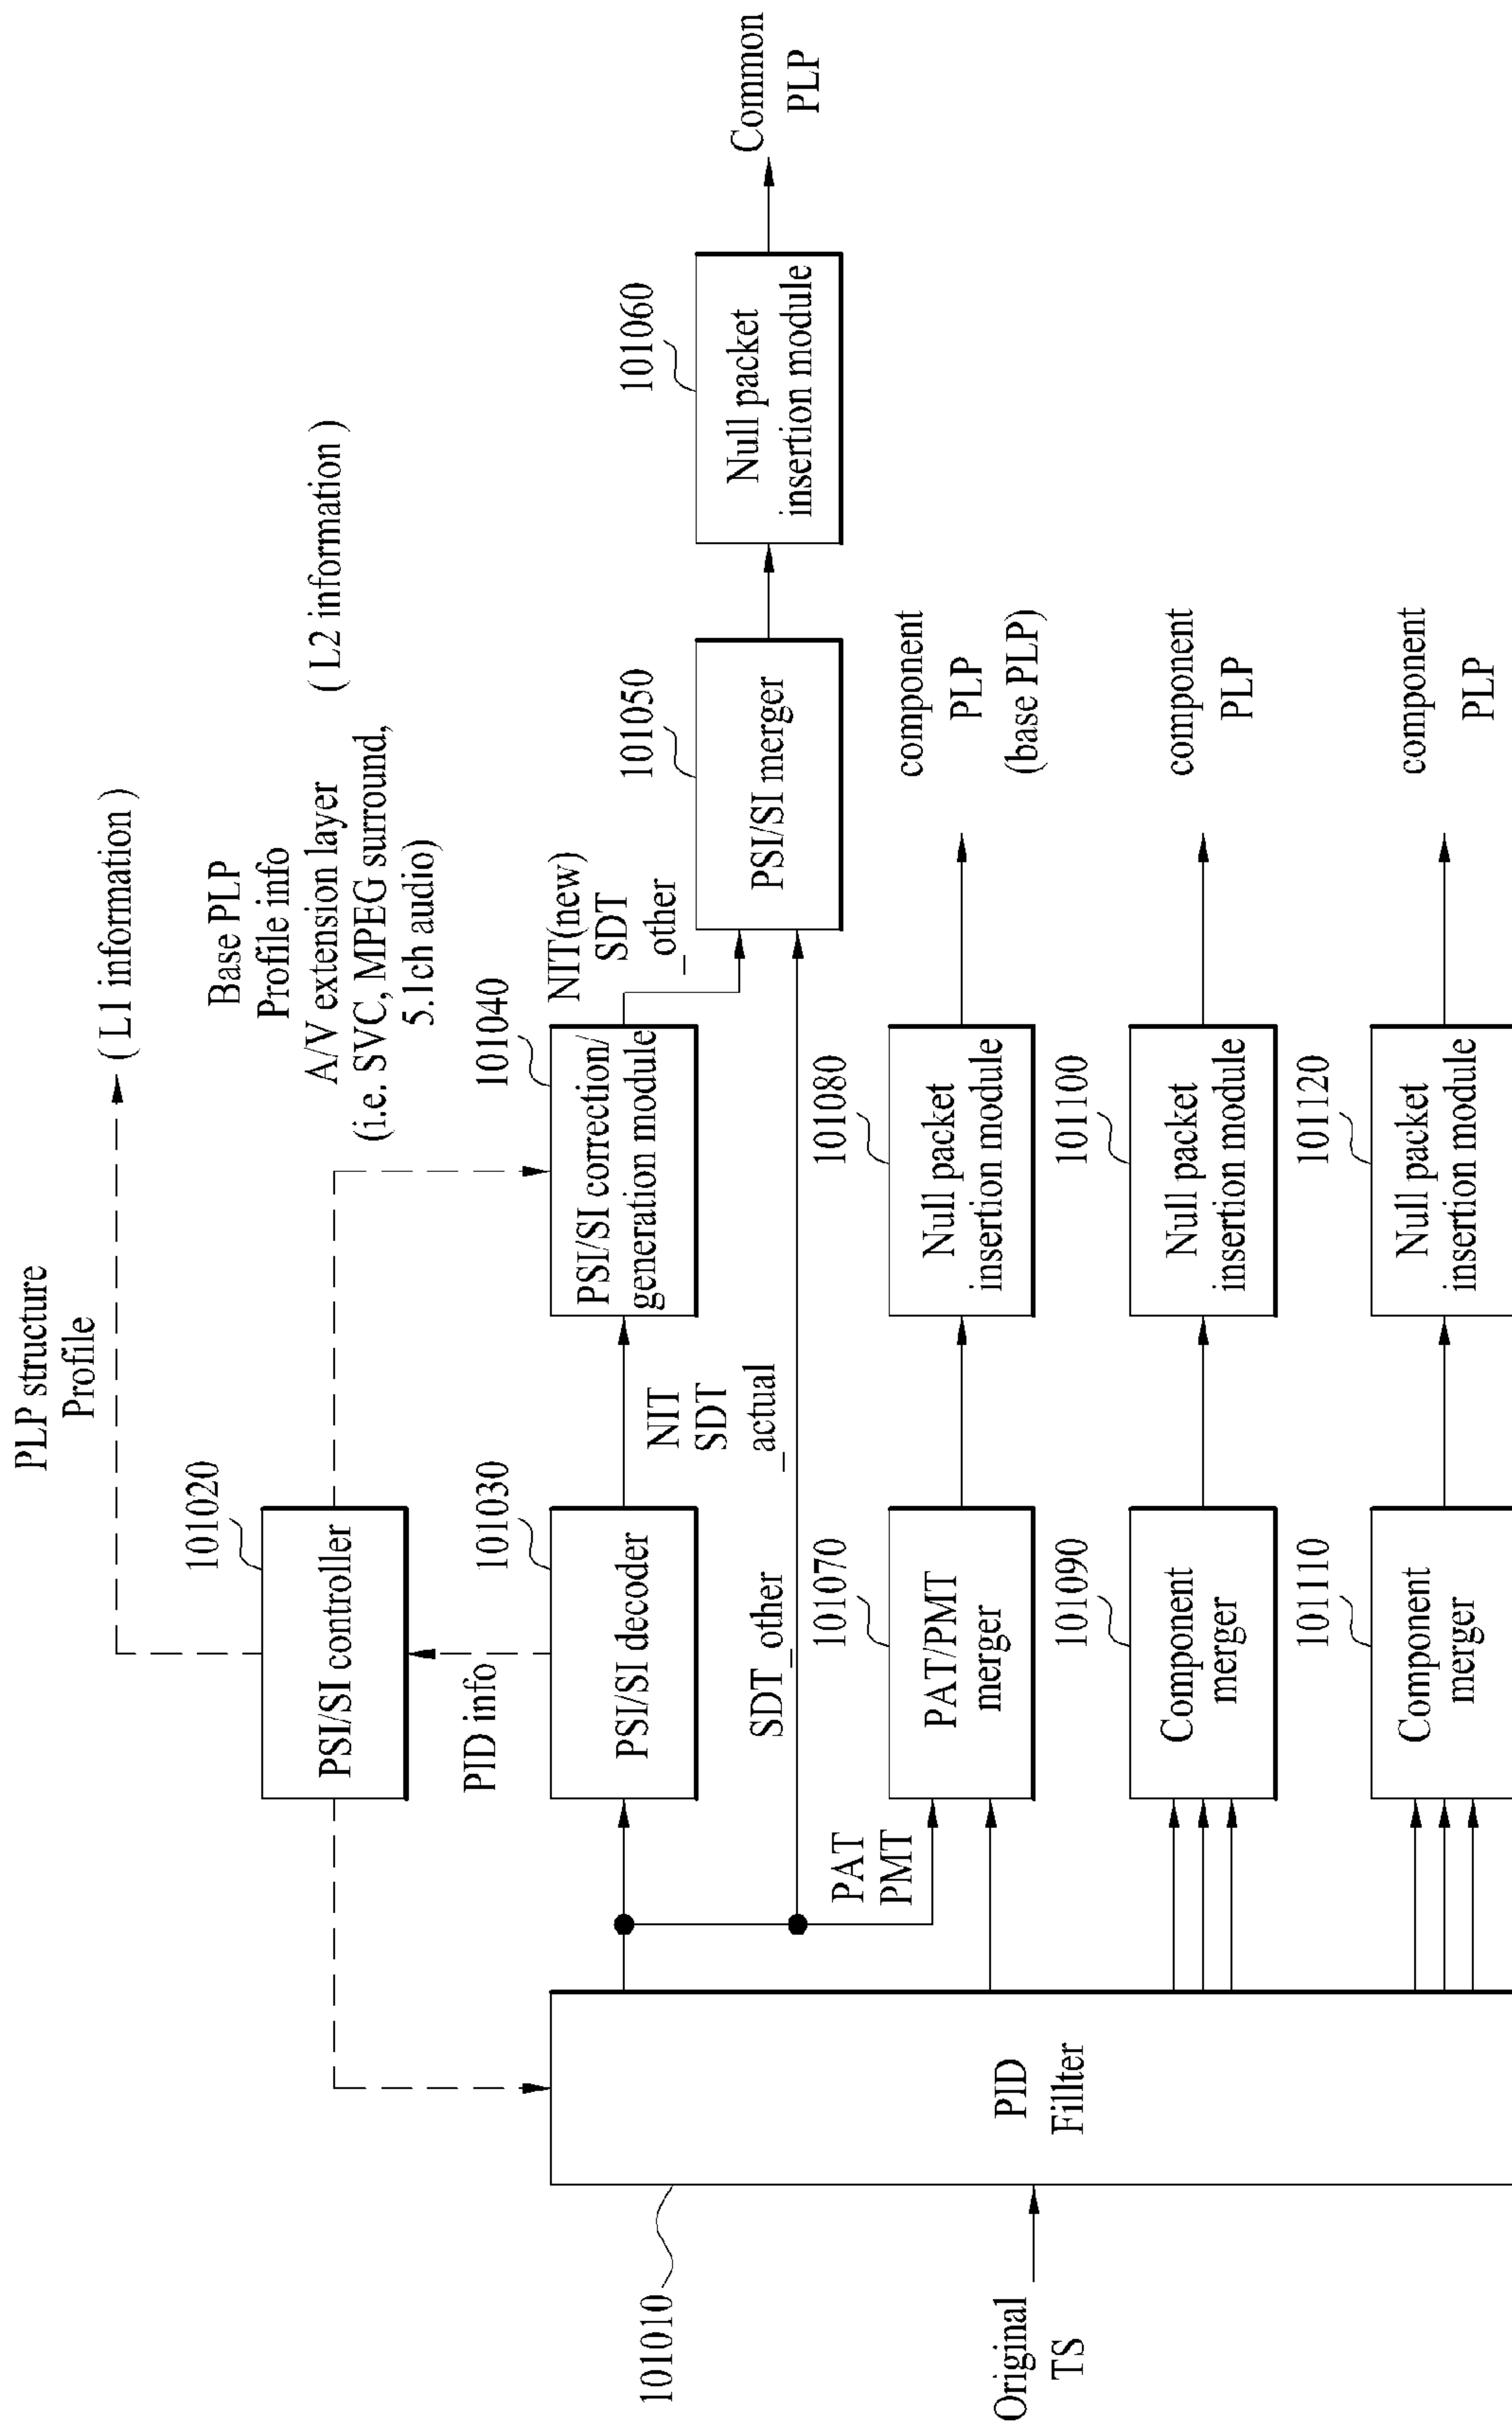 PLP structure
Profile
( L1 information )
Base PLP
Profile info
A/V extension layer
(i.e. SVC, MPEG surround,
5.1ch audio)
( L2 information )
101020
PSI/SI controller
PID info
101030
PSI/SI decoder
NIT
SDT
_actual
101040
PSI/SI correction/
generation module
NIT(new)
SDT
_other
101050
PSI/SI merger
101060
Null packet
insertion module
Common
PLP
SDT_other
PAT
PMT
101070
PAT/PMT
merger
101080
Null packet
insertion module
component
PLP
(base PLP)
101090
Component
merger
101100
Null packet
insertion module
component
PLP
101110
Component
merger
101120
Null packet
insertion module
component
PLP
101010
PID
Fillter
Original
TS